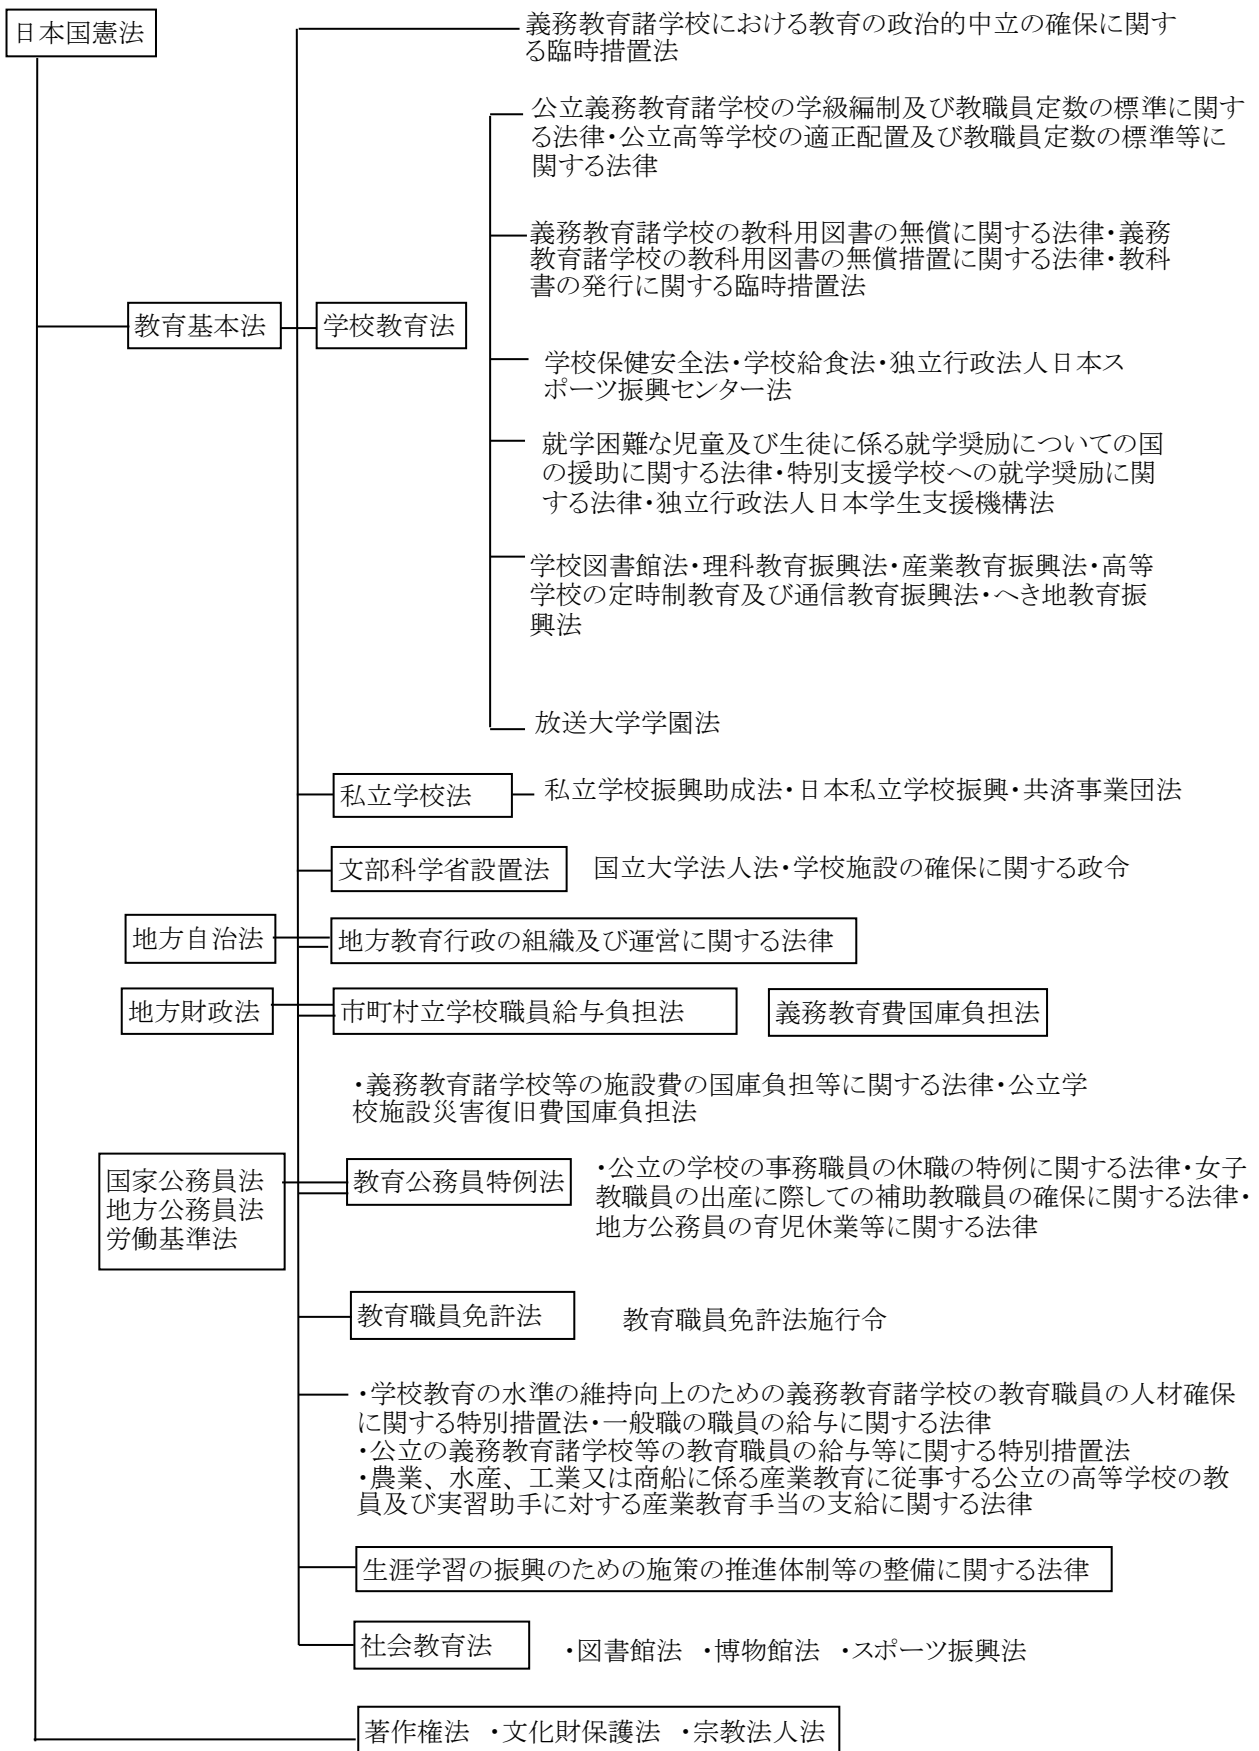 日本国憲法
義務教育諸学校における教育の政治的中立の確保に関す
る臨時措置法
公立義務教育諸学校の学級編制及び教職員定数の標準に関す
る法律・公立高等学校の適正配置及び教職員定数の標準等に
関する法律
義務教育諸学校の教科用図書の無償に関する法律・義務
教育諸学校の教科用図書の無償措置に関する法律・教科
書の発行に関する臨時措置法
教育基本法
学校教育法
学校保健安全法・学校給食法・独立行政法人日本ス
ポーツ振興センター法
就学困難な児童及び生徒に係る就学奨励についての国
の援助に関する法律・特別支援学校への就学奨励に関
する法律・独立行政法人日本学生支援機構法
学校図書館法・理科教育振興法・産業教育振興法・高等
学校の定時制教育及び通信教育振興法・へき地教育振
興法
放送大学学園法
私立学校法
私立学校振興助成法・日本私立学校振興・共済事業団法
文部科学省設置法
国立大学法人法・学校施設の確保に関する政令
地方自治法
地方教育行政の組織及び運営に関する法律
地方財政法
市町村立学校職員給与負担法
義務教育費国庫負担法
・義務教育諸学校等の施設費の国庫負担等に関する法律・公立学
校施設災害復旧費国庫負担法
国家公務員法
地方公務員法
労働基準法
教育公務員特例法
・公立の学校の事務職員の休職の特例に関する法律・女子
教職員の出産に際しての補助教職員の確保に関する法律・
地方公務員の育児休業等に関する法律
教育職員免許法
教育職員免許法施行令
・学校教育の水準の維持向上のための義務教育諸学校の教育職員の人材確保
に関する特別措置法・一般職の職員の給与に関する法律
・公立の義務教育諸学校等の教育職員の給与等に関する特別措置法
・農業、水産、工業又は商船に係る産業教育に従事する公立の高等学校の教
員及び実習助手に対する産業教育手当の支給に関する法律
生涯学習の振興のための施策の推進体制等の整備に関する法律
社会教育法
・図書館法 ・博物館法 ・スポーツ振興法
著作権法 ・文化財保護法 ・宗教法人法